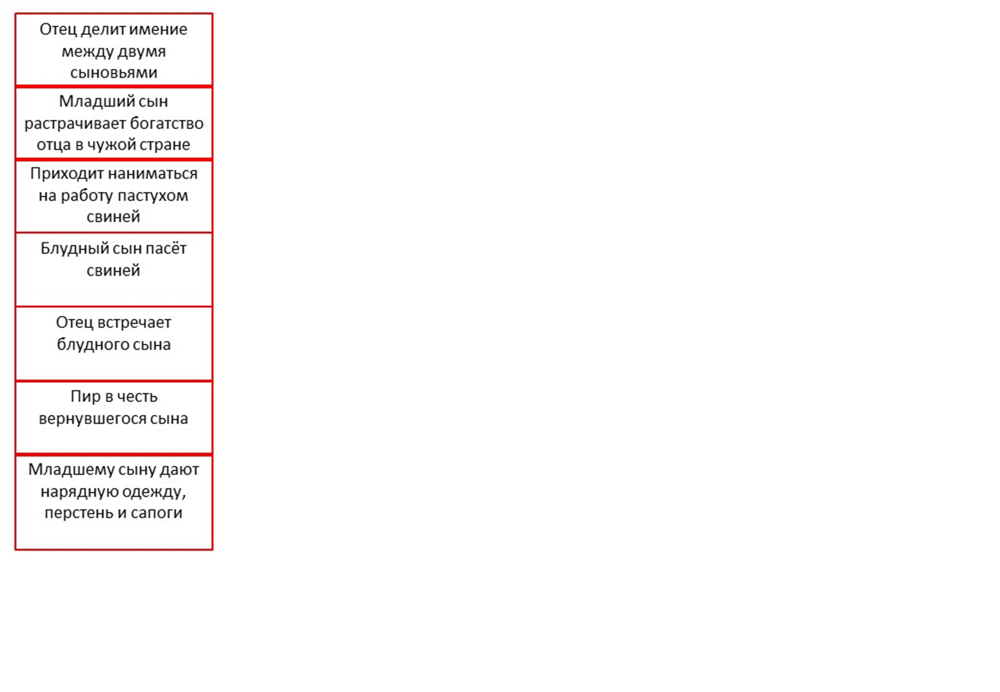 Отец делит имение
между двумя
сыновьями
Младший сын
растрачивает богатство
отца в чужой стране
Приходит наниматься
на работу пастухом
свиней
Блудный сын пасёт
свиней
Отец встречает
блудного сына
Пир в честь
вернувшегося сына
Младшему сыну дают
нарядную одежду,
перстень и сапоги